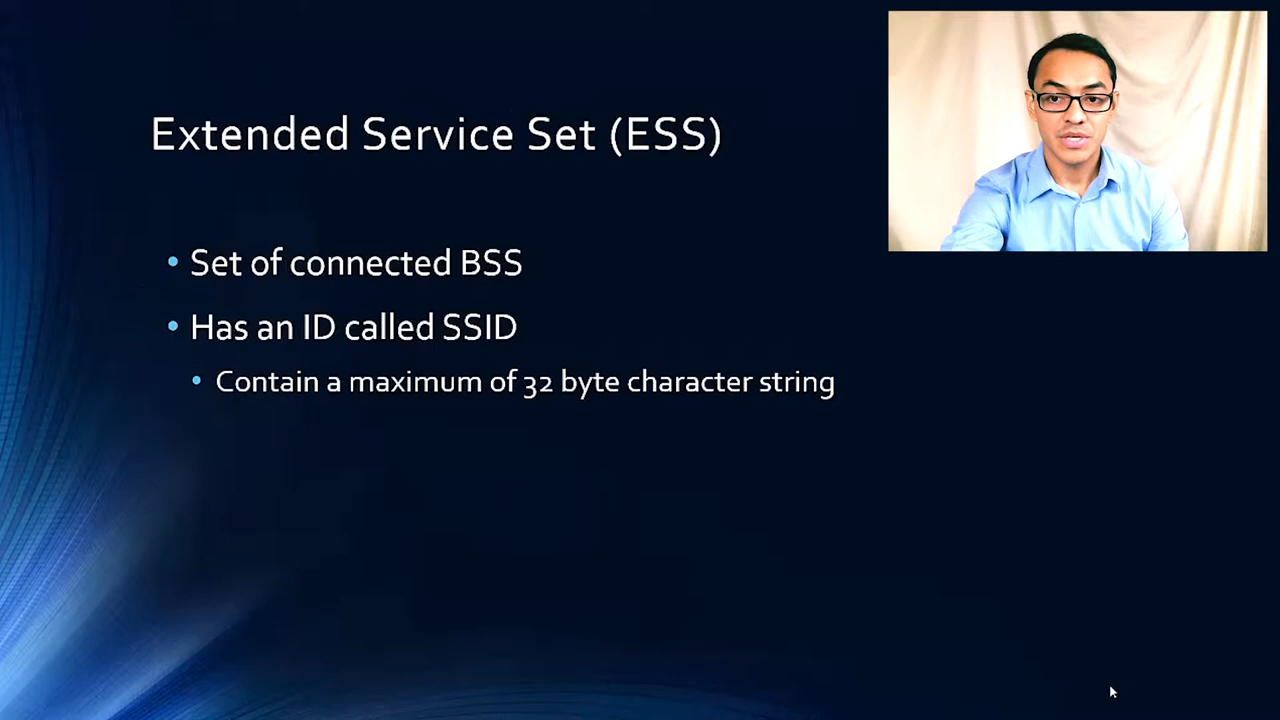 Extended Service Set (ESS)
• Set of connected BSS
• Has an ID called SSID
• Contain a maximum of 32 byte character string